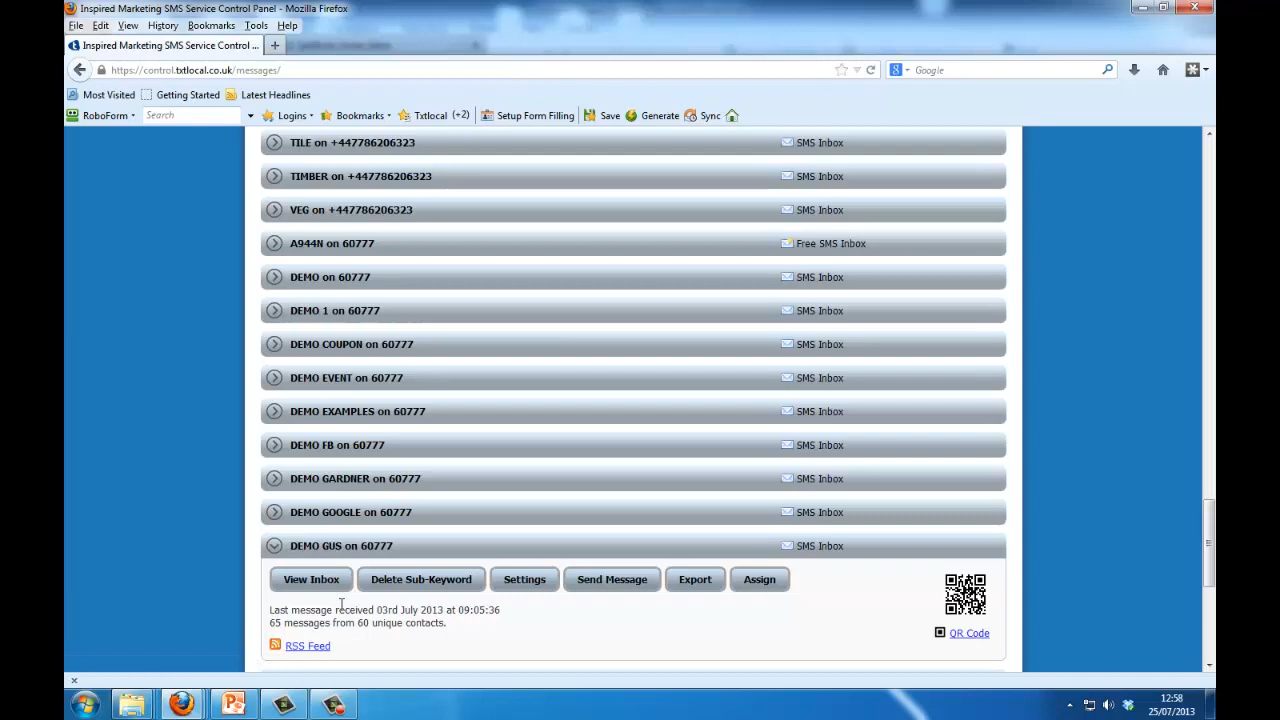 Inspired Marketing SMS Service Control Panel - Mozilla Firefox
File Edit View History Bookmarks Tools Help
Inspired Marketing SMS Service Control ... +
https://control.txtlocal.co.uk/messages/ Google
Most Visited Getting Started Latest Headlines
RoboForm Search Logins Bookmarks Txtlocal (+2) Setup Form Filling Save Generate Sync
TILE on +447786206323 SMS Inbox
TIMBER on +447786206323 SMS Inbox
VEG on +447786206323 SMS Inbox
A944N on 60777 Free SMS Inbox
DEMO on 60777 SMS Inbox
DEMO 1 on 60777 SMS Inbox
DEMO COUPON on 60777 SMS Inbox
DEMO EVENT on 60777 SMS Inbox
DEMO EXAMPLES on 60777 SMS Inbox
DEMO FB on 60777 SMS Inbox
DEMO GARDNER on 60777 SMS Inbox
DEMO GOOGLE on 60777 SMS Inbox
DEMO GUS on 60777 SMS Inbox
View Inbox Delete Sub-Keyword Settings Send Message Export Assign
Last message received 03rd July 2013 at 09:05:36
65 messages from 60 unique contacts.
RSS Feed
QR Code
12:58
25/07/2013